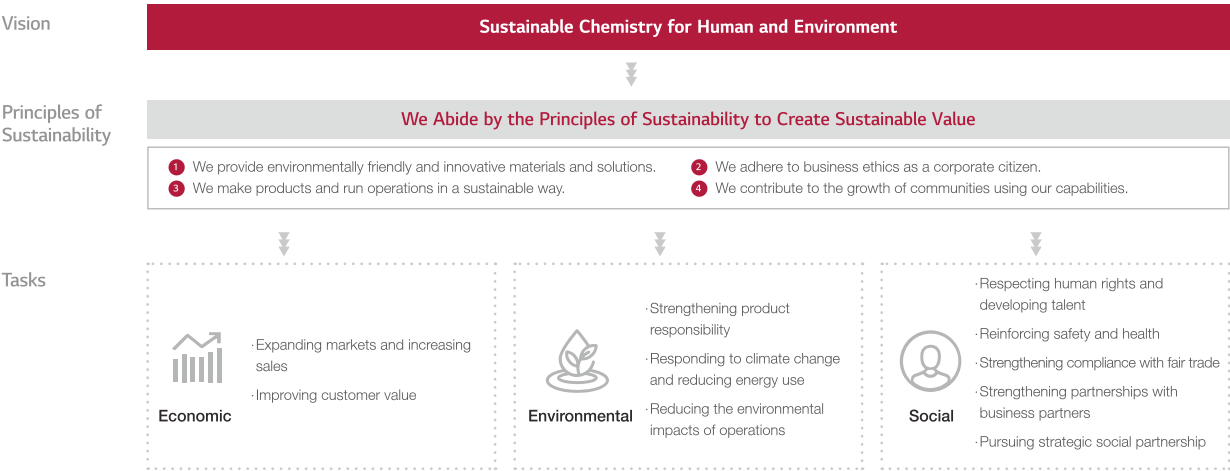 Vision
Sustainable Chemistry for Human and Environment
Principles of
Sustainability
We Abide by the Principles of Sustainability to Create Sustainable Value
1 We provide environmentally friendly and innovative materials and solutions.
2 We adhere to business ethics as a corporate citizen.
3 We make products and run operations in a sustainable way.
4 We contribute to the growth of communities using our capabilities.
Tasks
Economic
·Expanding markets and increasing
sales
·Improving customer value
Environmental
·Strengthening product
responsibility
·Responding to climate change
and reducing energy use
·Reducing the environmental
impacts of operations
Social
·Respecting human rights and
developing talent
·Reinforcing safety and health
·Strengthening compliance with fair trade
·Strengthening partnerships with
business partners
·Pursuing strategic social partnership